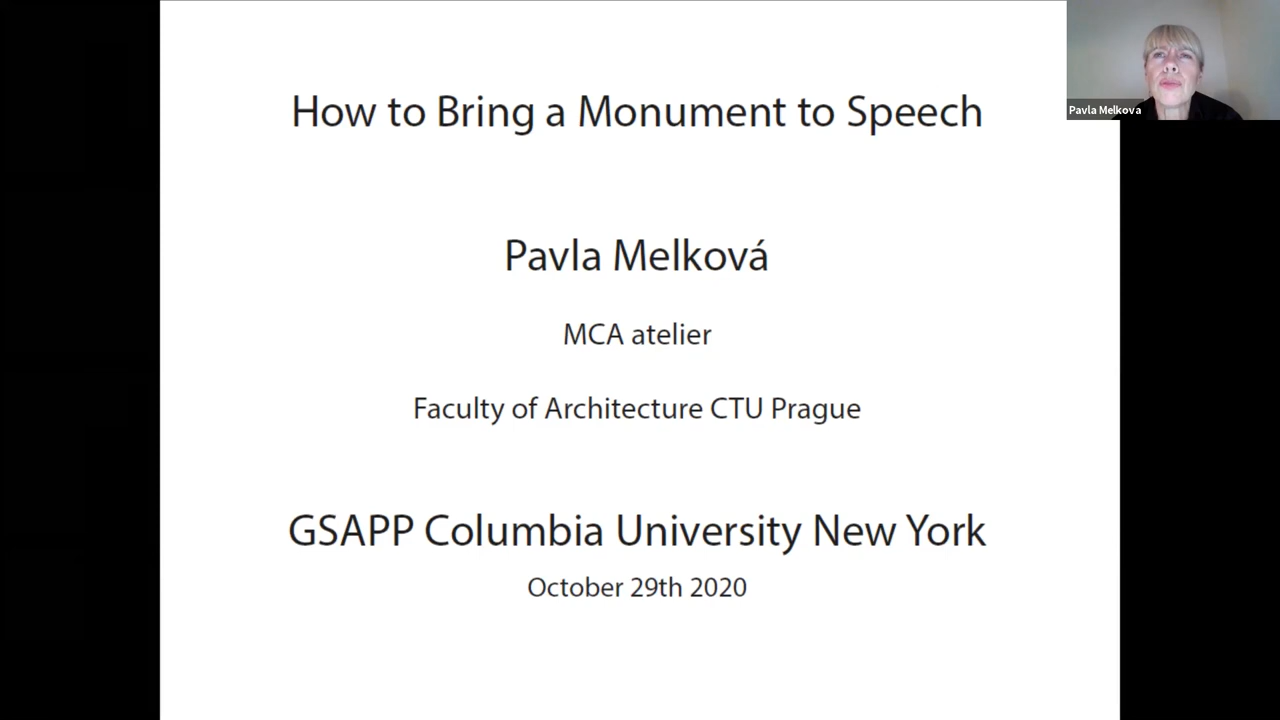 How to Bring a Monument to Speech
Pavla Melkova
Pavla Melková
MCA atelier
Faculty of Architecture CTU Prague
GSAPP Columbia University New York
October 29th 2020